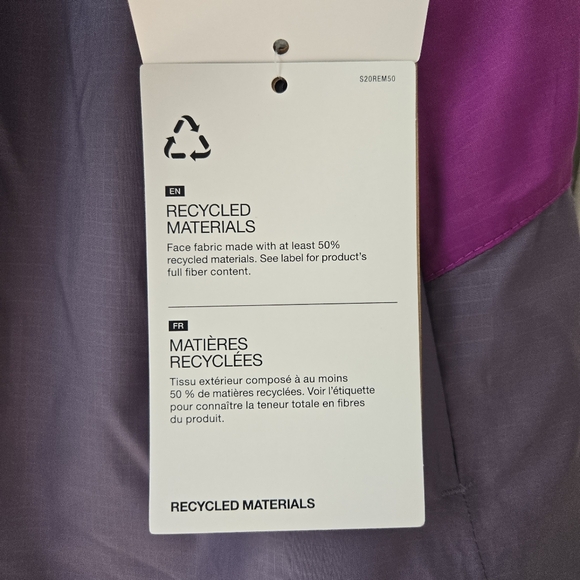 S20REM50
EN
RECYCLED
MATERIALS
Face fabric made with at least 50%
recycled materials. See label for product's
full fiber content.
FR
MATIÈRES
RECYCLÉES
Tissu extérieur composé à au moins
50 % de matières recyclées. Voir l'étiquette
pour connaître la teneur totale en fibres
du produit.
RECYCLED MATERIALS